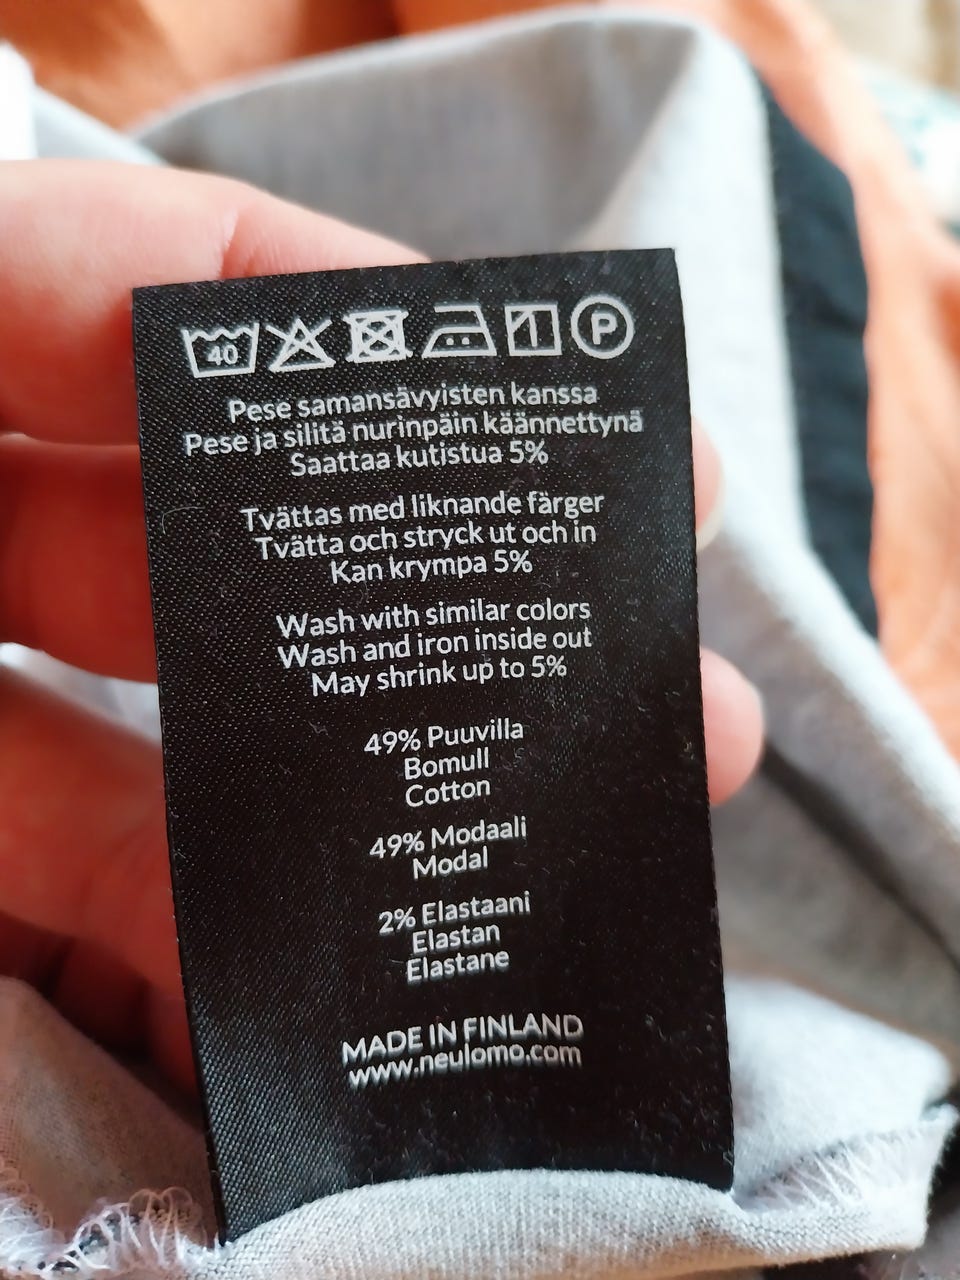 40 P
Pese samansävyisten kanssa
Pese ja silitä nurinpäin käännettynä
Saattaa kutistua 5%
Tvättas med liknande färger
Tvätta och stryck ut och in
Kan krympa 5%
Wash with similar colors
Wash and iron inside out
May shrink up to 5%
49% Puuvilla
Bomull
Cotton
49% Modaali
Modal
2% Elastaani
Elastan
Elastane
MADE IN FINLAND
www.neulomo.com